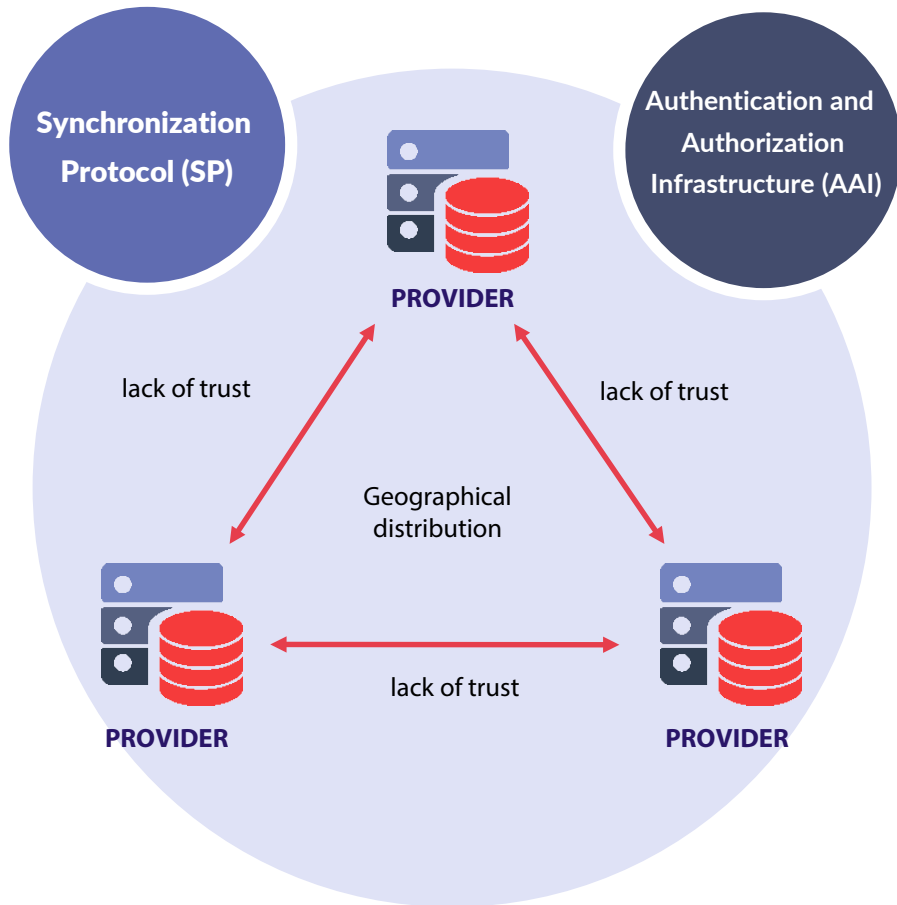 Synchronization
Protocol (SP)
Authentication and
Authorization
Infrastructure (AAI)
PROVIDER
lack of trust
lack of trust
Geographical
distribution
lack of trust
PROVIDER
PROVIDER